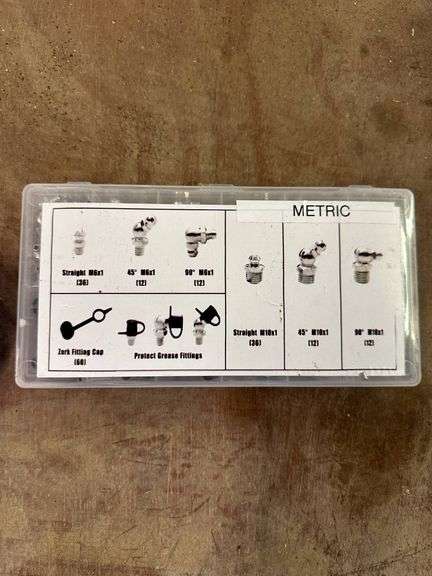 METRIC
Straight M6x1
(36)
45° M6x1
(12)
90° M6x1
(12)
Zerk Fitting Cap
(60)
Protect Grease Fittings
Straight M10x1
(36)
45° M10x1
(12)
90° M10x1
(12)